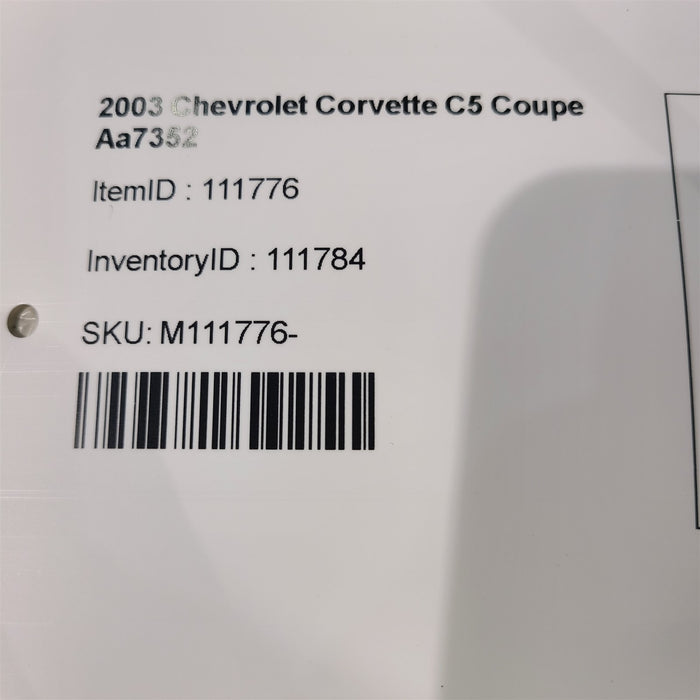 2003 Chevrolet Corvette C5 Coupe
Aa7352
ItemID : 111776
InventoryID : 111784
SKU: M111776-